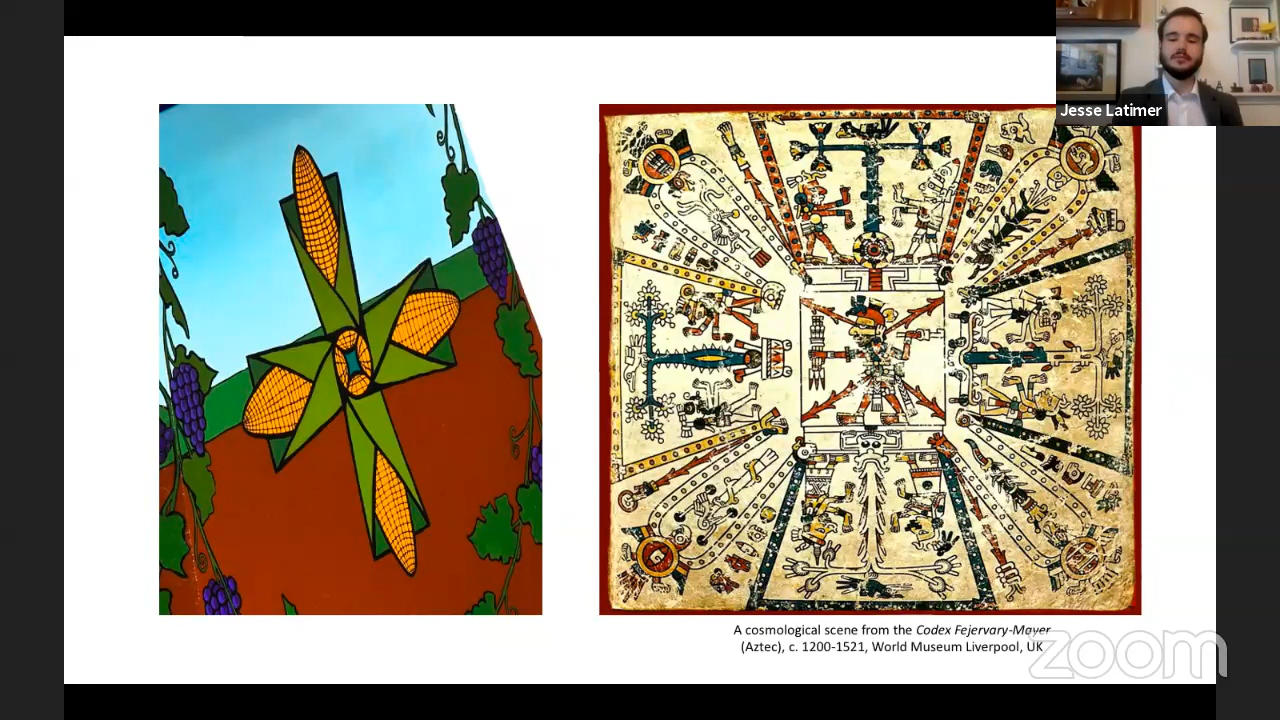 Jesse Latimer
A cosmological scene from the Codex Fejervary-Mayer
(Aztec), c. 1200-1521, World Museum Liverpool, UK
zoom